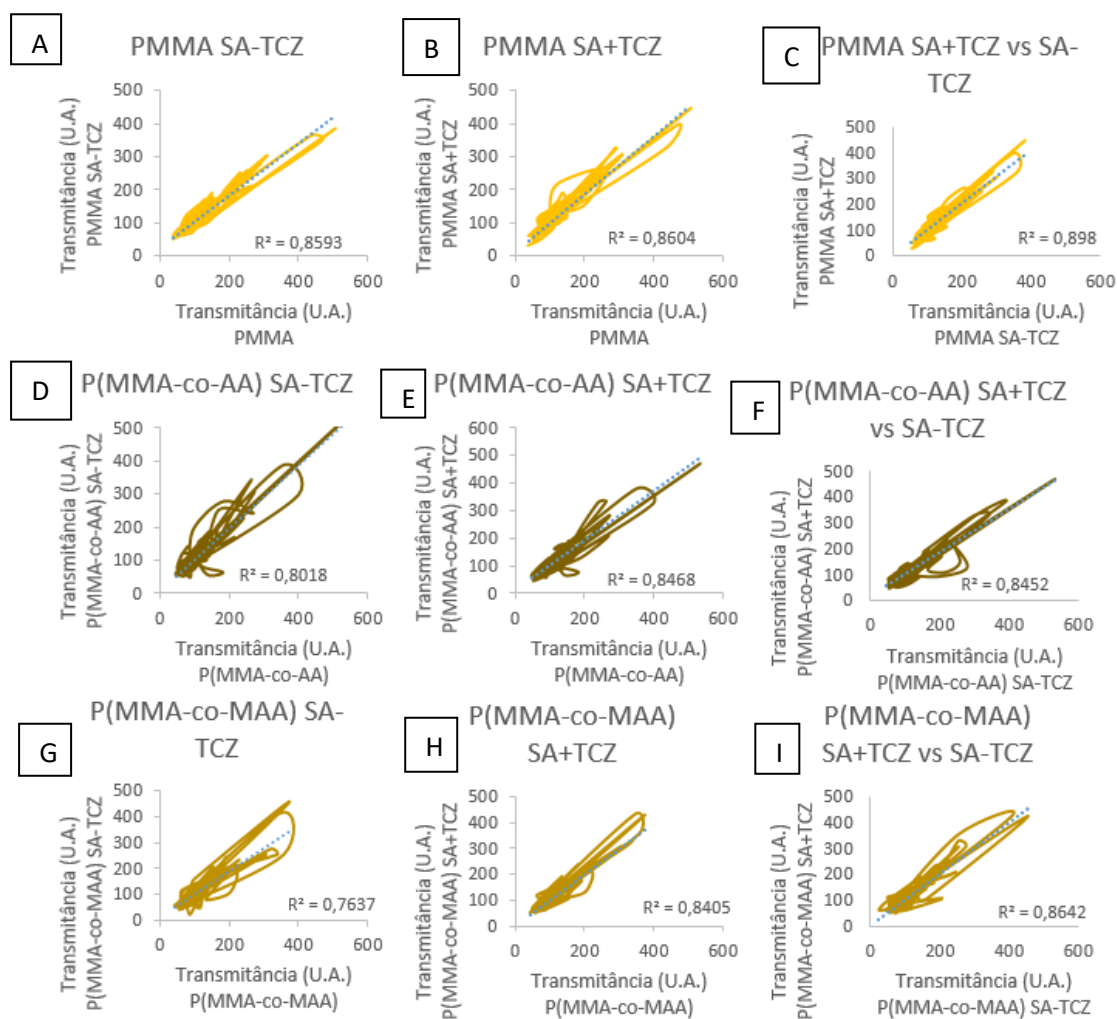 A
PMMA SA-TCZ
Transmitância (U.A.)
PMMA SA-TCZ
500
400
300
200
100
0
R² = 0,8593
0 200 400 600
Transmitância (U.A.)
PMMA
B
PMMA SA+TCZ
Transmitância (U.A.)
PMMA SA+TCZ
500
400
300
200
100
0
R² = 0,8604
0 200 400 600
Transmitância (U.A.)
PMMA
C
PMMA SA+TCZ vs SA-
TCZ
Transmitância (U.A.)
PMMA SA+TCZ
500
400
300
200
100
0
R² = 0,898
0 200 400 600
Transmitância (U.A.)
PMMA SA-TCZ
D
P(MMA-co-AA) SA-TCZ
Transmitância (U.A.)
P(MMA-co-AA) SA-TCZ
500
400
300
200
100
0
R² = 0,8018
0 200 400 600
Transmitância (U.A.)
P(MMA-co-AA)
E
P(MMA-co-AA) SA+TCZ
Transmitância (U.A.)
P(MMA-co-AA) SA+TCZ
600
500
400
300
200
100
0
R² = 0,8468
0 200 400 600
Transmitância (U.A.)
P(MMA-co-AA)
F
P(MMA-co-AA) SA+TCZ
vs SA-TCZ
Transmitância (U.A.)
P(MMA-co-AA) SA+TCZ
500
400
300
200
100
0
R² = 0,8452
0 200 400 600
Transmitância (U.A.)
P(MMA-co-AA) SA-TCZ
G
P(MMA-co-MAA) SA-
TCZ
Transmitância (U.A.)
P(MMA-co-MAA) SA-TCZ
500
400
300
200
100
0
R² = 0,7637
0 200 400 600
Transmitância (U.A.)
P(MMA-co-MAA)
H
P(MMA-co-MAA)
SA+TCZ
Transmitância (U.A.)
P(MMA-co-MAA) SA+TCZ
500
400
300
200
100
0
R² = 0,8405
0 200 400 600
Transmitância (U.A.)
P(MMA-co-MAA)
I
P(MMA-co-MAA)
SA+TCZ vs SA-TCZ
Transmitância (U.A.)
P(MMA-co-MAA) SA+TCZ
500
400
300
200
100
0
R² = 0,8642
0 200 400 600
Transmitância (U.A.)
P(MMA-co-MAA) SA-TCZ